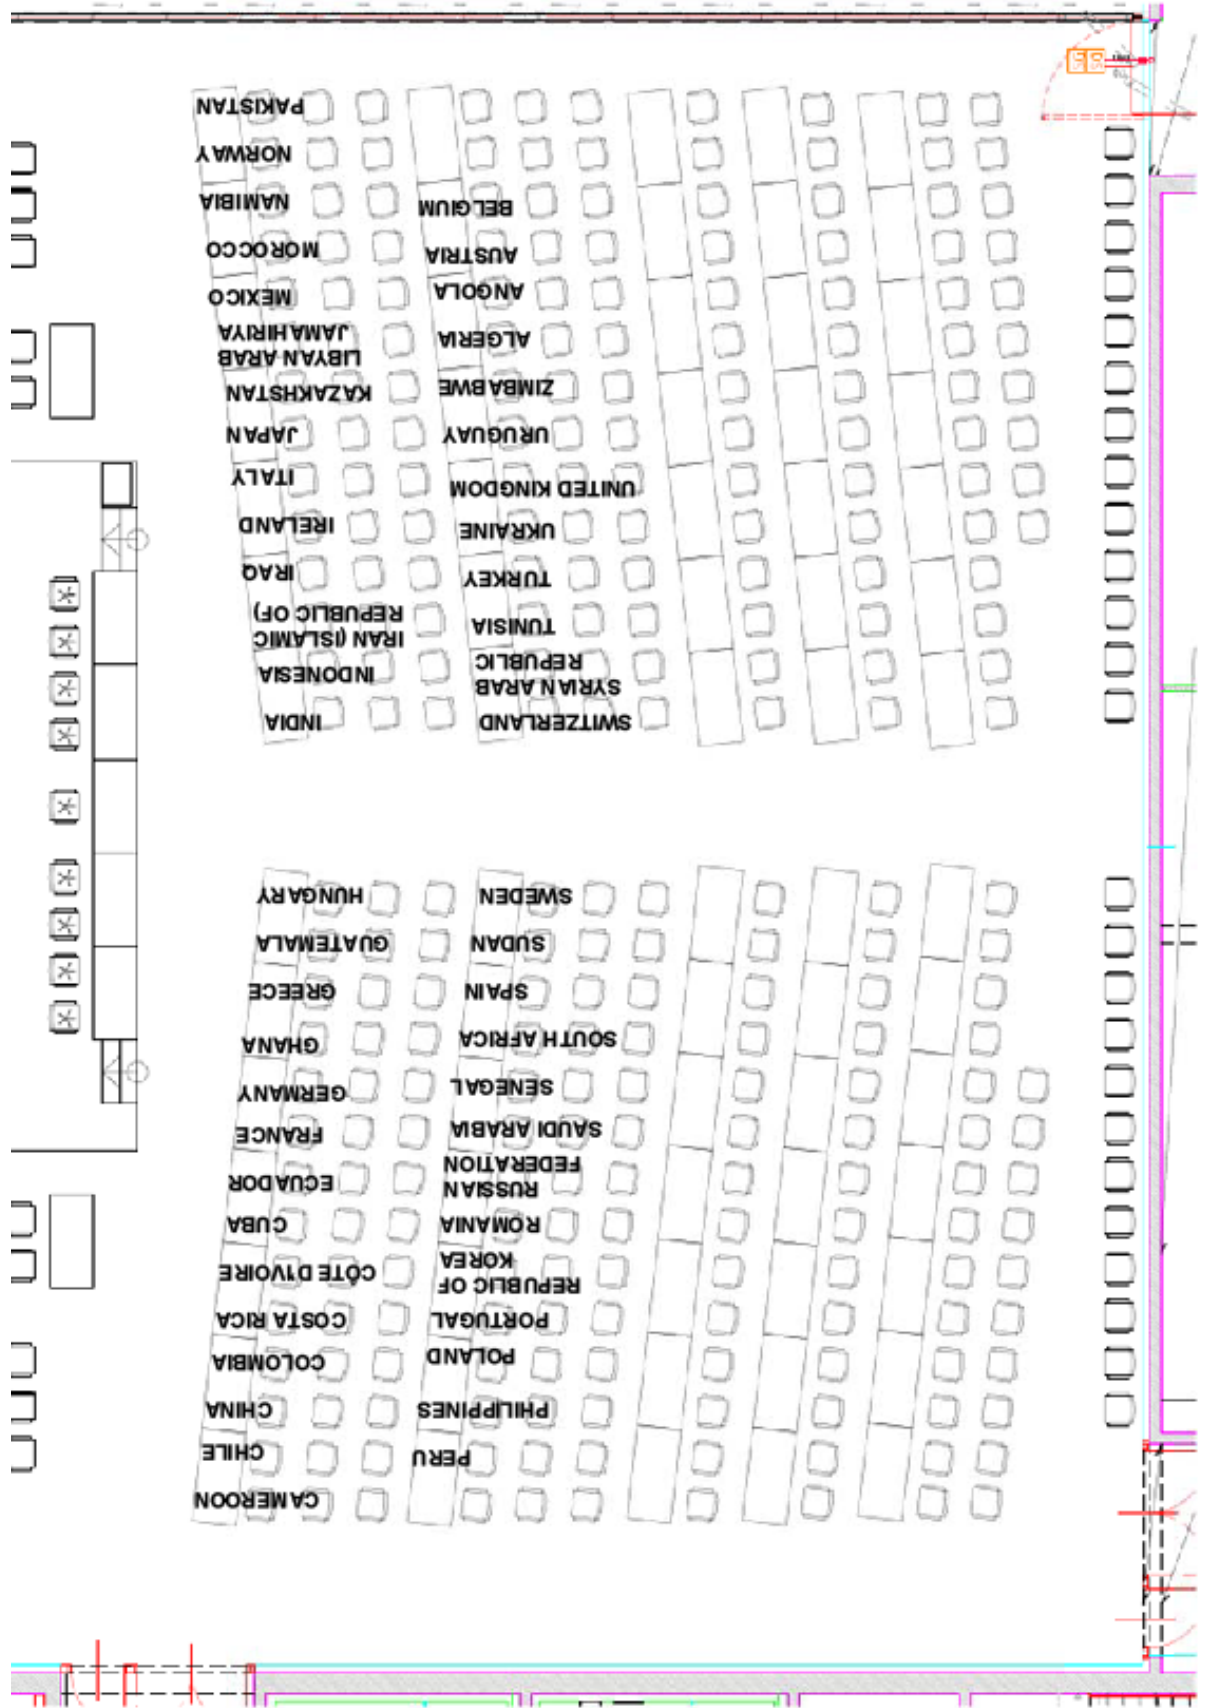 CAMEROON
CHILE
CHINA
COLOMBIA
COSTA RICA
CÔTE D'IVOIRE
CUBA
ECUADOR
FRANCE
GERMANY
GHANA
GREECE
GUATEMALA
HUNGARY
INDIA
INDONESIA
IRAN (ISLAMIC
REPUBLIC OF)
IRAQ
IRELAND
ITALY
JAPAN
KAZAKHSTAN
LIBYAN ARAB
JAMAHIRIYA
MEXICO
MOROCCO
NAMIBIA
NORWAY
PAKISTAN
PERU
PHILIPPINES
POLAND
PORTUGAL
REPUBLIC OF
KOREA
ROMANIA
RUSSIAN
FEDERATION
SAUDI ARABIA
SENEGAL
SOUTH AFRICA
SPAIN
SUDAN
SWEDEN
SWITZERLAND
SYRIAN ARAB
REPUBLIC
TUNISIA
TURKEY
UKRAINE
UNITED KINGDOM
URUGUAY
ZIMBABWE
ALGERIA
ANGOLA
AUSTRIA
BELGIUM